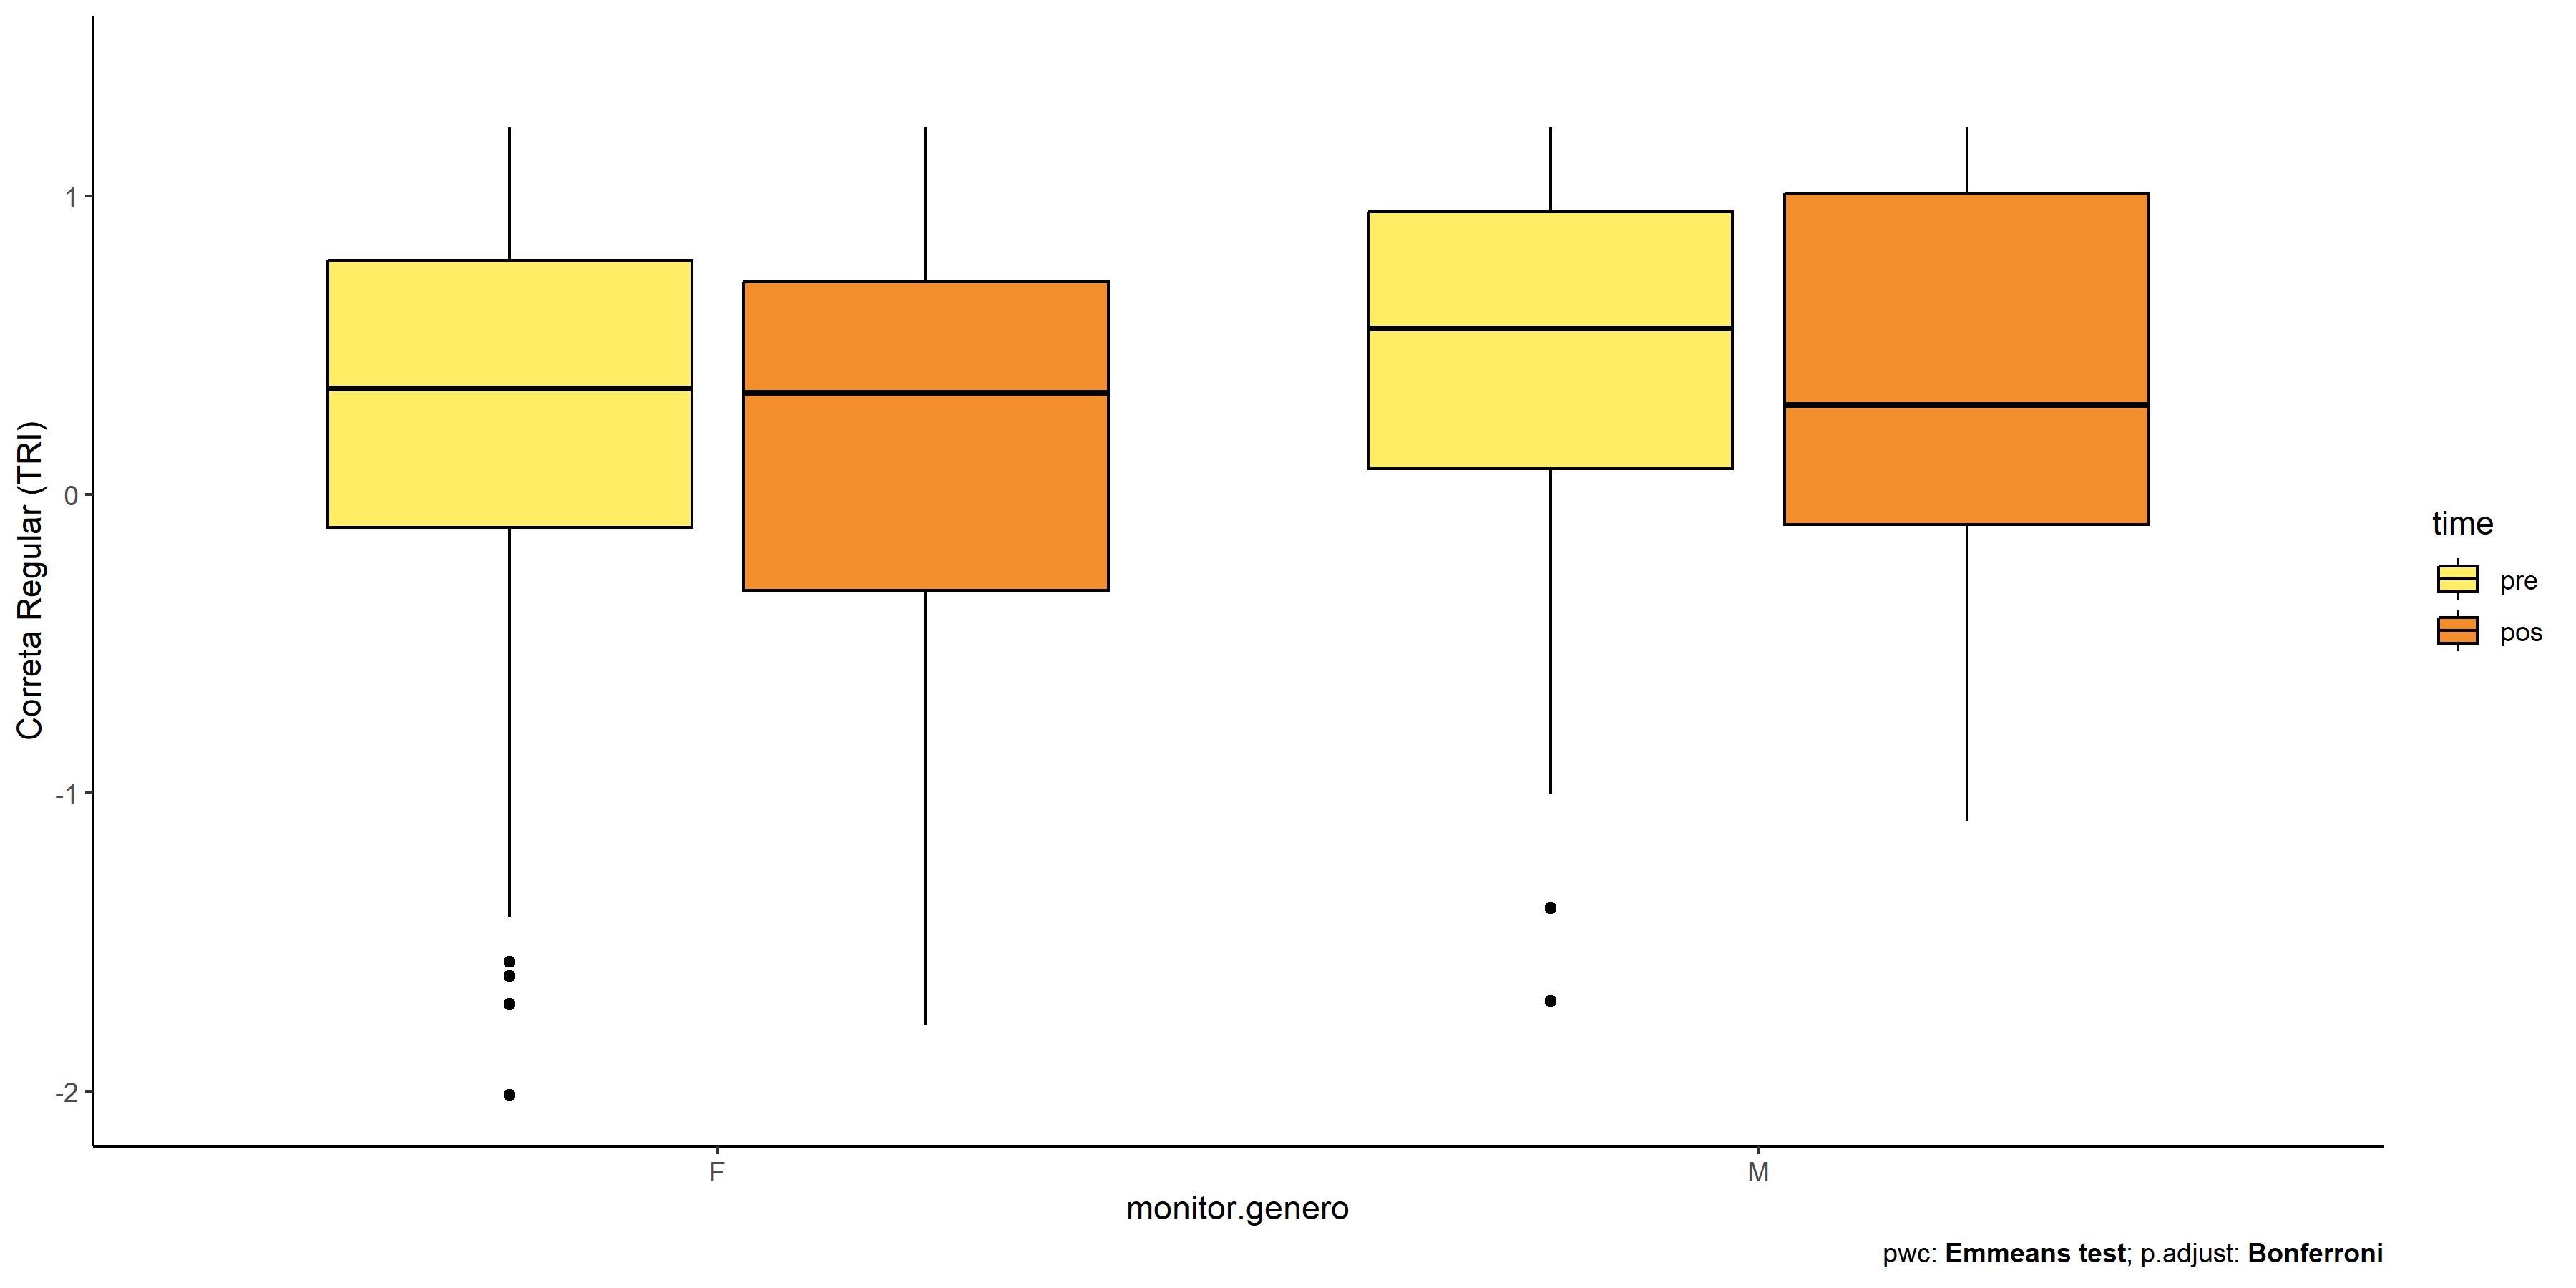 Correta Regular (TRI)
1
0
-1
-2
F
M
monitor.genero
time
pre
pos
pwc: Emmeans test; p.adjust: Bonferroni